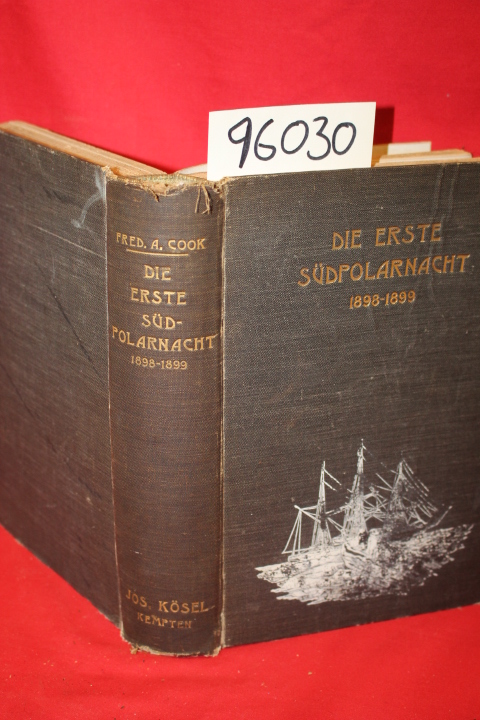 96030
FRED. A. COOK
DIE
ERSTE
SÜD-
POLARNACHT
1898-1899
JOS. KÖSEL
KEMPTEN
DIE ERSTE
SÜDPOLARNACHT
1898-1899